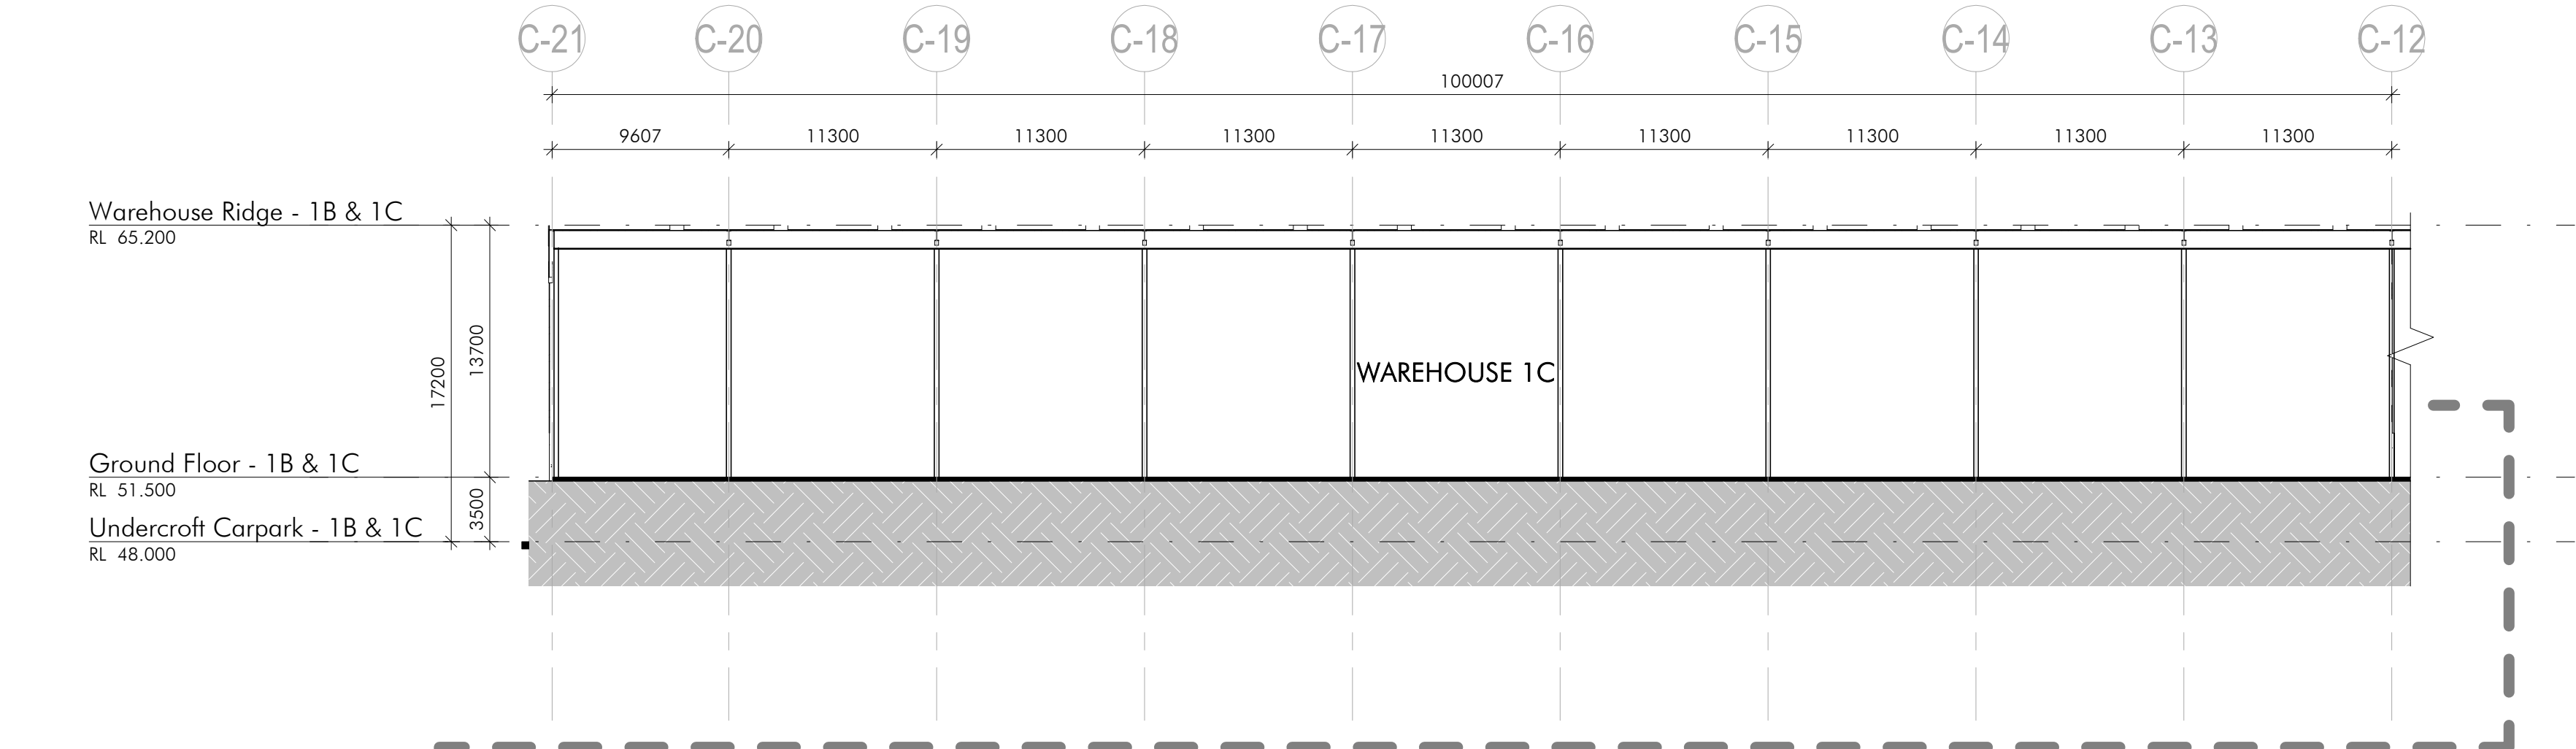 C-21 C-20 C-19 C-18 C-17 C-16 C-15 C-14 C-13 C-12
100007
9607 11300 11300 11300 11300 11300 11300 11300 11300
Warehouse Ridge - 1B & 1C
RL 65.200
13700
17200
WAREHOUSE 1C
Ground Floor - 1B & 1C
RL 51.500
3500
Undercroft Carpark - 1B & 1C
RL 48.000